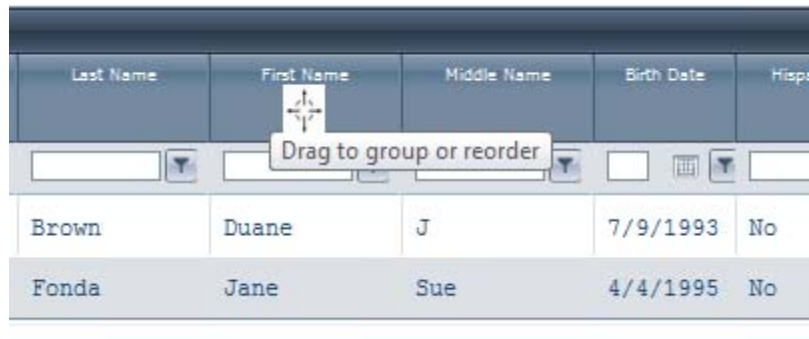 Last Name First Name Middle Name Birth Date Hispa
Drag to group or reorder
Brown Duane J 7/9/1993 No
Fonda Jane Sue 4/4/1995 No